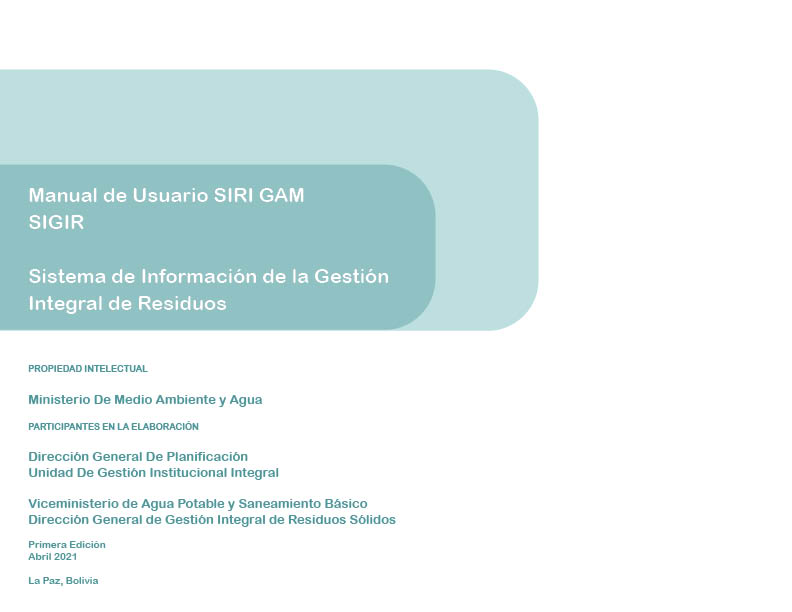 Manual de Usuario SIRI GAM
SIGIR
Sistema de Información de la Gestión
Integral de Residuos
PROPIEDAD INTELECTUAL
Ministerio De Medio Ambiente y Agua
PARTICIPANTES EN LA ELABORACIÓN
Dirección General De Planificación
Unidad De Gestión Institucional Integral
Viceministerio de Agua Potable y Saneamiento Básico
Dirección General de Gestión Integral de Residuos Sólidos
Primera Edición
Abril 2021
La Paz, Bolivia